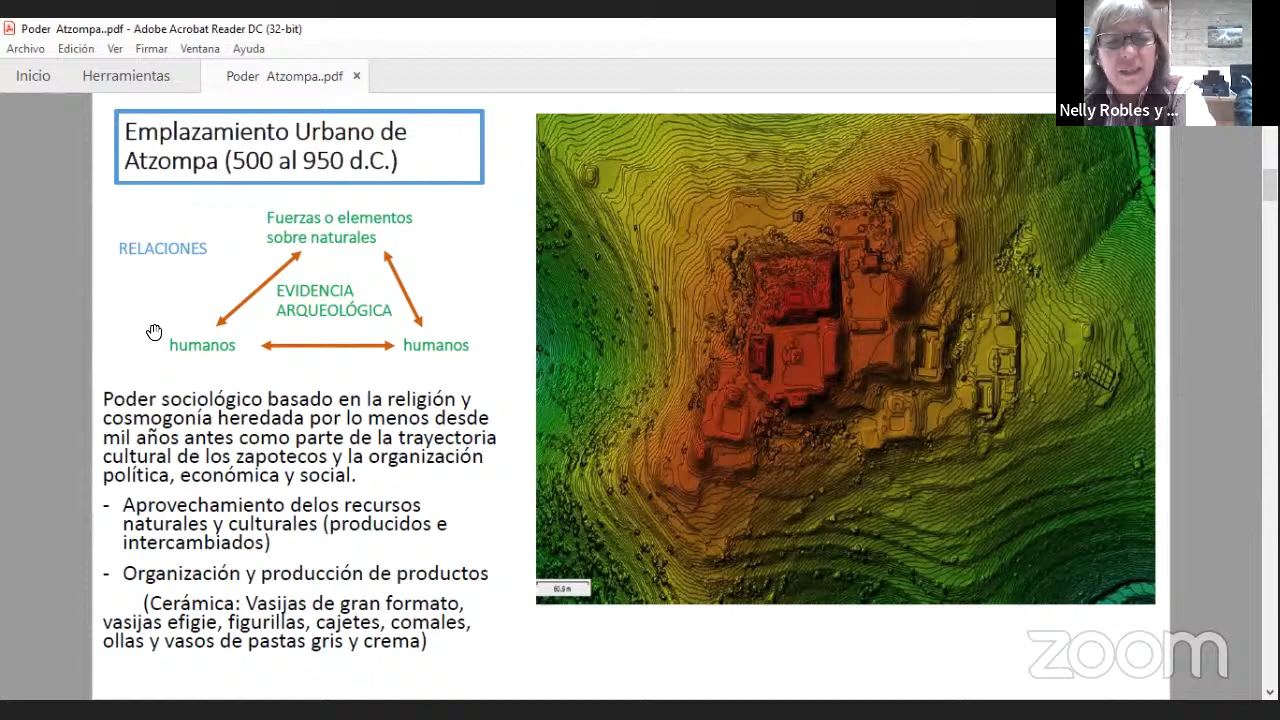 Poder Atzompa..pdf - Adobe Acrobat Reader DC (32-bit)
Archivo Edición Ver Firmar Ventana Ayuda
Inicio Herramientas Poder Atzompa..pdf ×
Nelly Robles y ...
Emplazamiento Urbano de
Atzompa (500 al 950 d.C.)
Fuerzas o elementos
sobre naturales
RELACIONES
EVIDENCIA
ARQUEOLÓGICA
humanos humanos
Poder sociológico basado en la religión y
cosmogonía heredada por lo menos desde
mil años antes como parte de la trayectoria
cultural de los zapotecos y la organización
política, económica y social.
- Aprovechamiento delos recursos
naturales y culturales (producidos e
intercambiados)
- Organización y producción de productos
(Cerámica: Vasijas de gran formato,
vasijas efigie, figurillas, cajetes, comales,
ollas y vasos de pastas gris y crema)
zoom